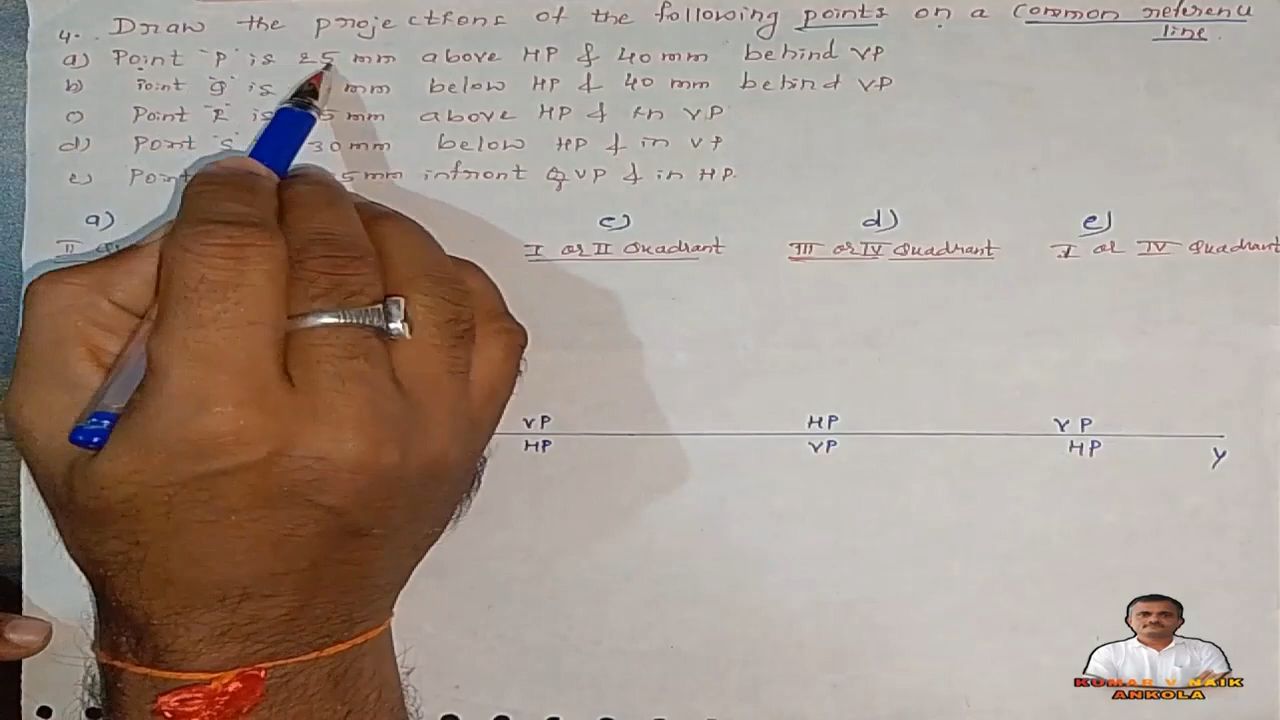 4. Draw the projections of the following points on a common reference line.
a) Point "P" is 25 mm above HP & 40 mm behind VP
b) Point is mm below HP & 40 mm behind VP
c) Point "R" is 5 mm above HP & in VP
d) Point "S" 30 mm below HP & in VP
e) 5 mm infront of VP & in HP.
a) c) d) e)
II I or II Quadrant III or IV Quadrant I or IV Quadrant
VP HP VP
HP VP HP Y
KUMAR V NAIK
ANKOLA